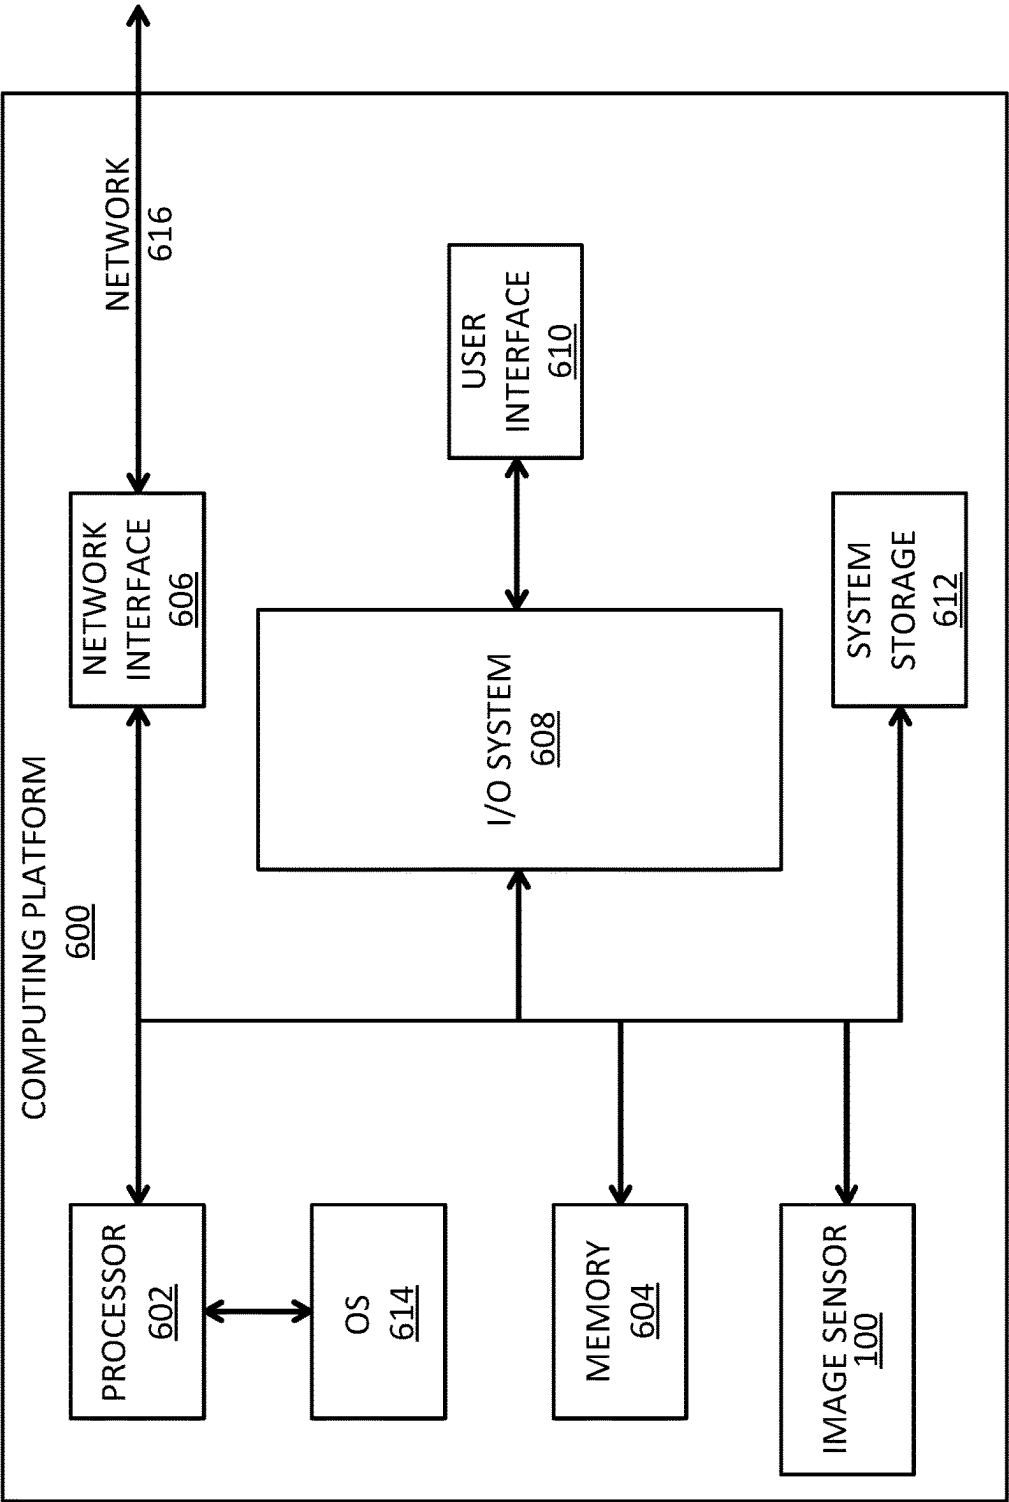 COMPUTING PLATFORM
600
PROCESSOR
602
OS
614
MEMORY
604
IMAGE SENSOR
100
NETWORK
INTERFACE
606
I/O SYSTEM
608
SYSTEM
STORAGE
612
USER
INTERFACE
610
NETWORK
616